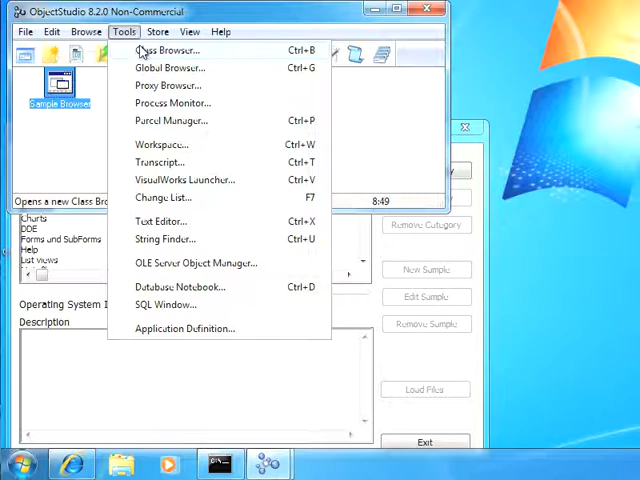 ObjectStudio 8.2.0 Non-Commercial
File Edit Browse Tools Store View Help
Class Browser... Ctrl+B
Global Browser... Ctrl+G
Proxy Browser...
Sample Browser
Process Monitor...
Parcel Manager... Ctrl+P
Workspace... Ctrl+W
Transcript... Ctrl+T
VisualWorks Launcher... Ctrl+V
Change List... F7
Opens a new Class Bro 8:49
Text Editor... Ctrl+X
String Finder... Ctrl+U
OLE Server Object Manager...
Database Notebook... Ctrl+D
SQL Window...
Application Definition...
Charts
DDE
Forms and SubForms
Help
List views
Remove Category
New Sample
Edit Sample
Remove Sample
Operating System I
Description
Load Files
Exit